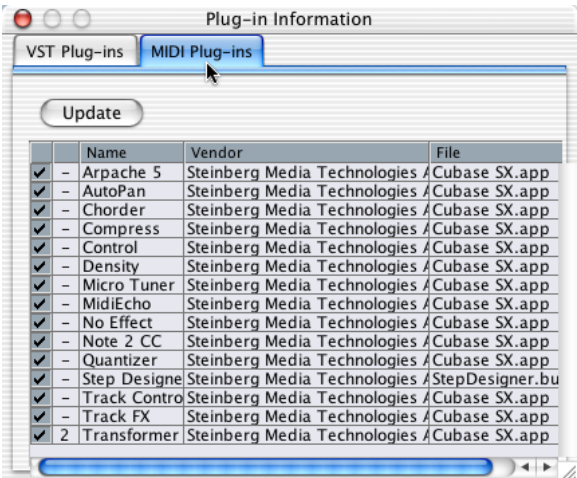 Plug-in Information
VST Plug-ins MIDI Plug-ins
Update
Name Vendor File
– Arpache 5 Steinberg Media Technologies A Cubase SX.app
– AutoPan Steinberg Media Technologies A Cubase SX.app
– Chorder Steinberg Media Technologies A Cubase SX.app
– Compress Steinberg Media Technologies A Cubase SX.app
– Control Steinberg Media Technologies A Cubase SX.app
– Density Steinberg Media Technologies A Cubase SX.app
– Micro Tuner Steinberg Media Technologies A Cubase SX.app
– MidiEcho Steinberg Media Technologies A Cubase SX.app
– No Effect Steinberg Media Technologies A Cubase SX.app
– Note 2 CC Steinberg Media Technologies A Cubase SX.app
– Quantizer Steinberg Media Technologies A Cubase SX.app
– Step Designe Steinberg Media Technologies A StepDesigner.bu
– Track Contro Steinberg Media Technologies A Cubase SX.app
– Track FX Steinberg Media Technologies A Cubase SX.app
2 Transformer Steinberg Media Technologies A Cubase SX.app